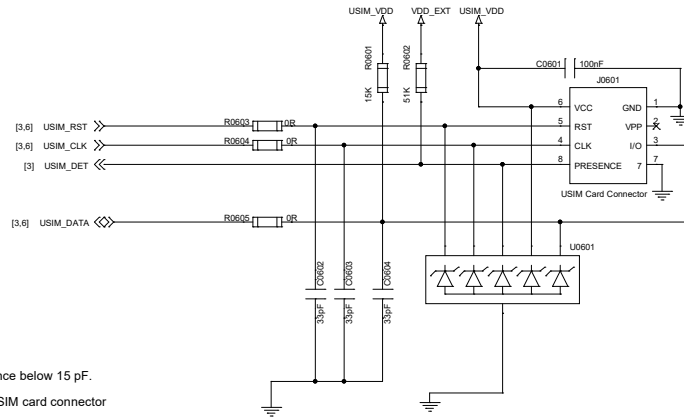 USIM_VDD VDD_EXT USIM_VDD
R0601
15K
R0602
51K
C0601 100nF
J0601
6 VCC GND 1
5 RST VPP 2
4 CLK I/O 3
8 PRESENCE 7 7
USIM Card Connector
[3,6] USIM_RST R0603 0R
[3,6] USIM_CLK R0604 0R
[3] USIM_DET
[3,6] USIM_DATA R0605 0R
U0601
C0602
33pF
C0603
33pF
C0604
33pF
nce below 15 pF.
SIM card connector